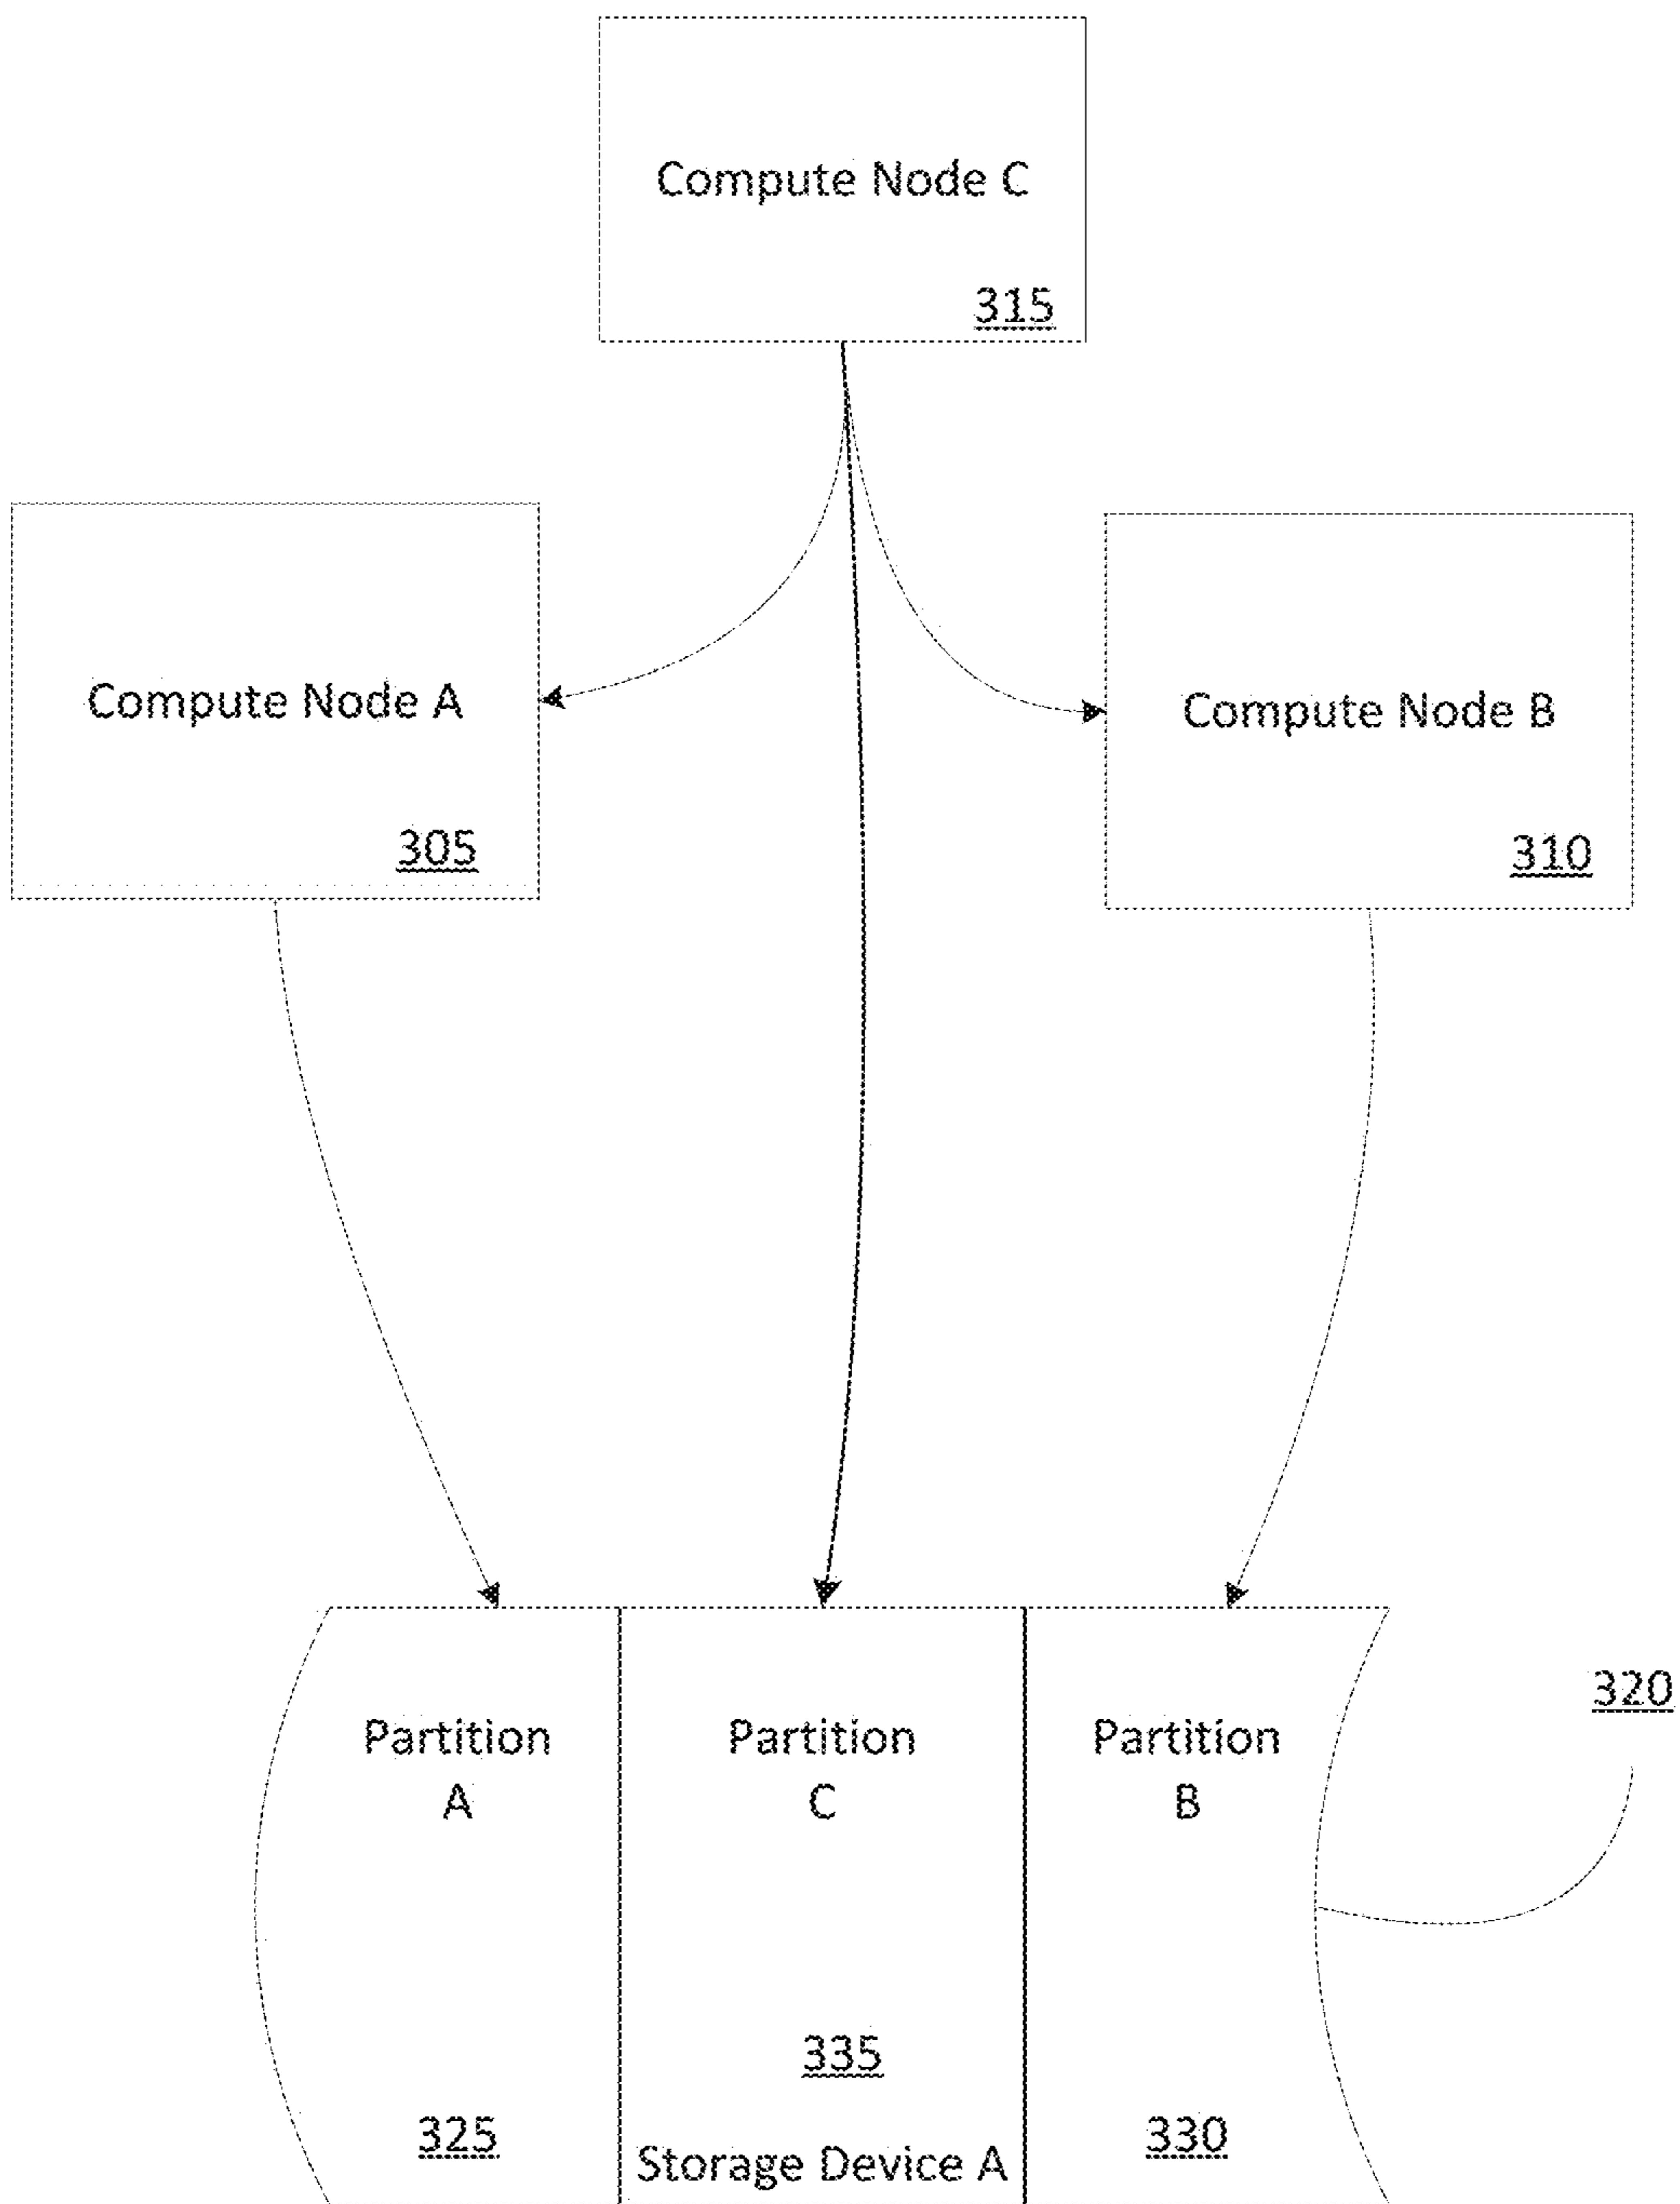 Compute Node C
315
Compute Node A
305
Compute Node B
310
320
Partition
A
Partition
C
Partition
B
335
325
330
Storage Device A